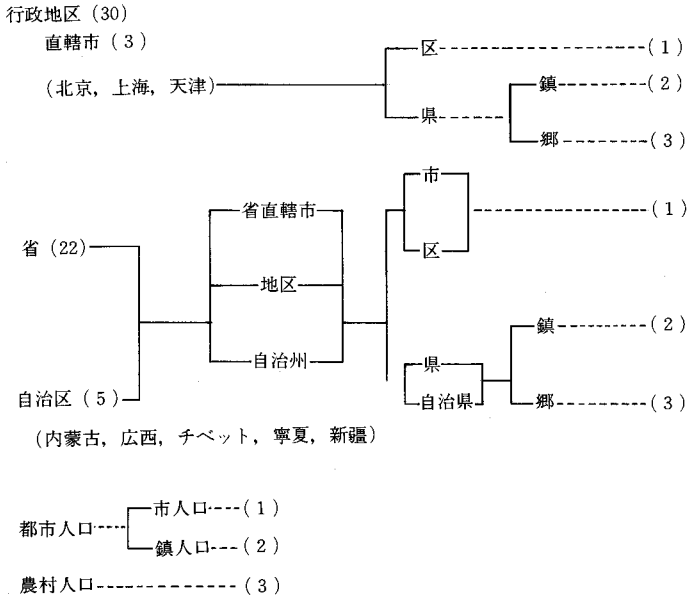 行政地区(30)
直轄市(3)
(北京,上海,天津)
区 (1)
県
鎮 (2)
郷 (3)
省(22)
自治区(5)
(内蒙古,広西,チベット,寧夏,新疆)
省直轄市
地区
自治州
市
区
(1)
県
自治県
鎮 (2)
郷 (3)
都市人口
市人口 (1)
鎮人口 (2)
農村人口 (3)